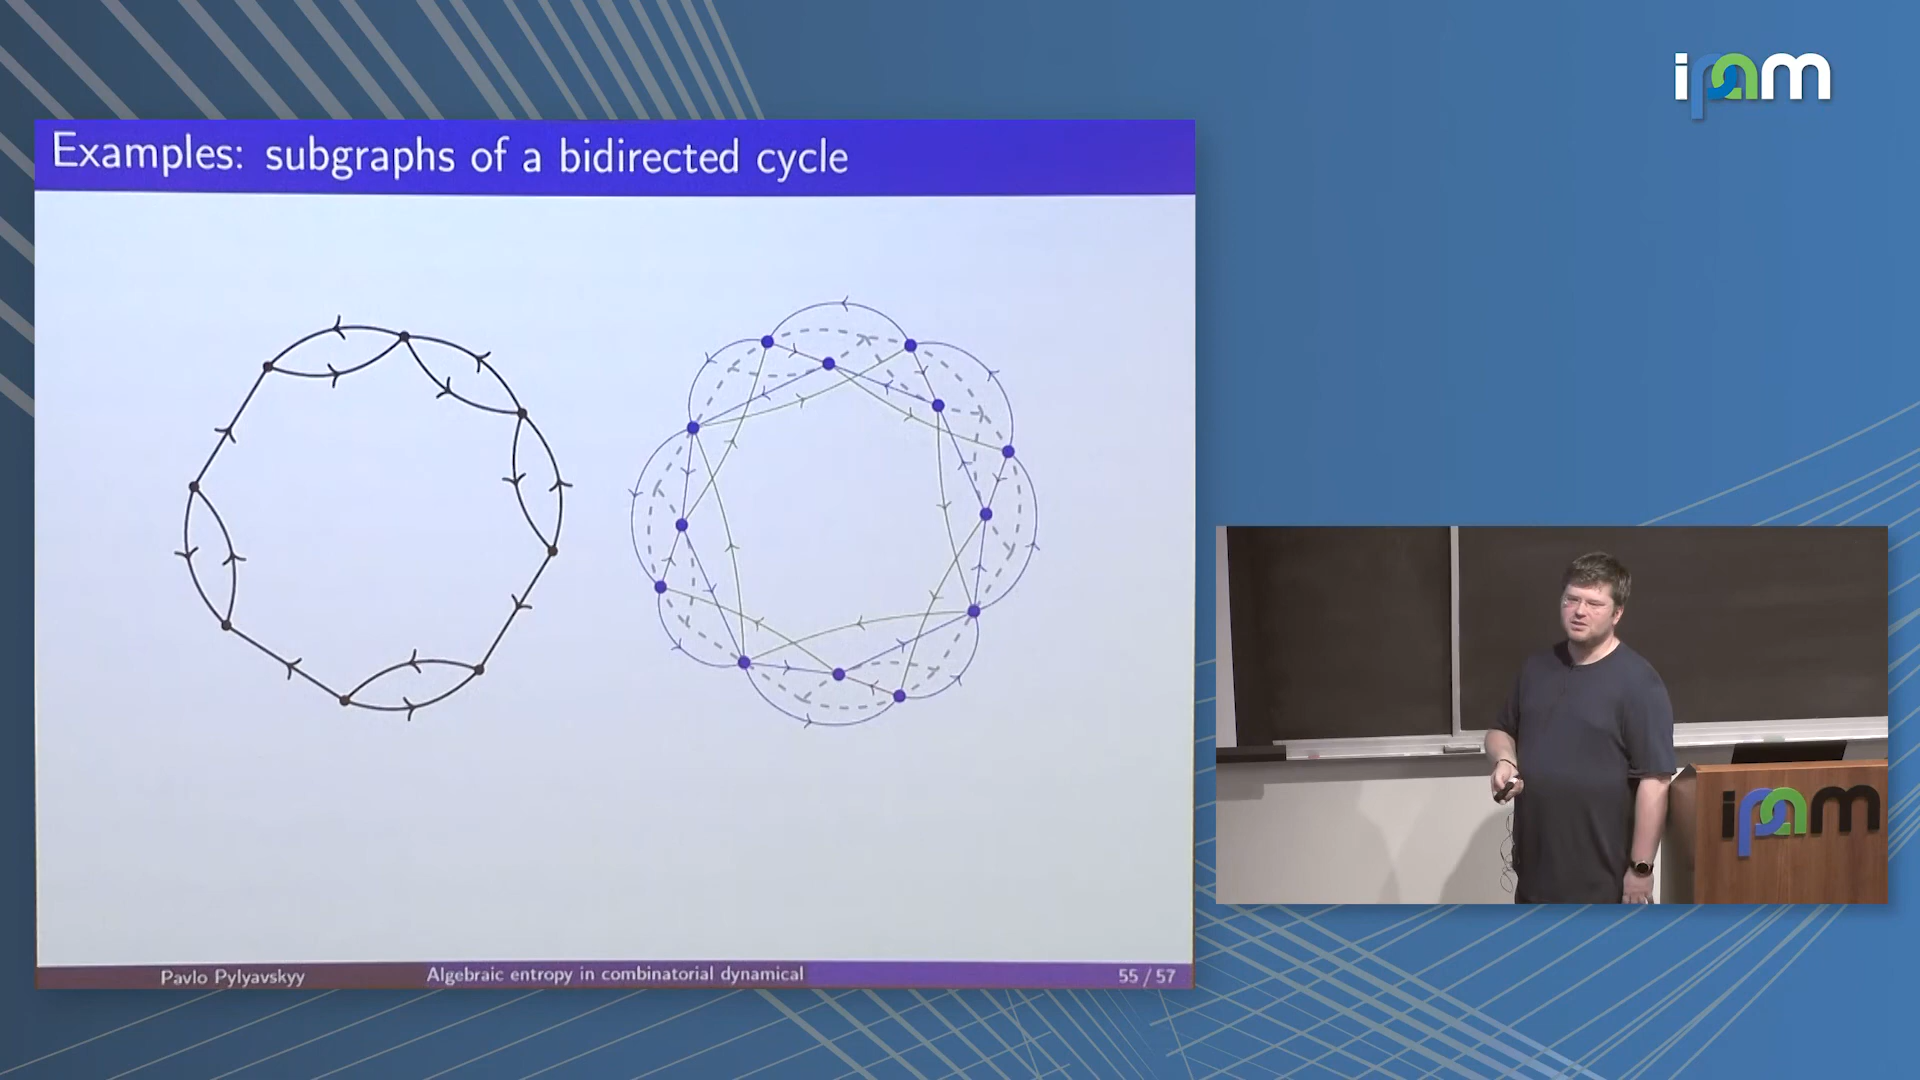 ipam
Examples: subgraphs of a bidirected cycle
ipam
Pavlo Pylyavskyy
Algebraic entropy in combinatorial dynamical
55 / 57